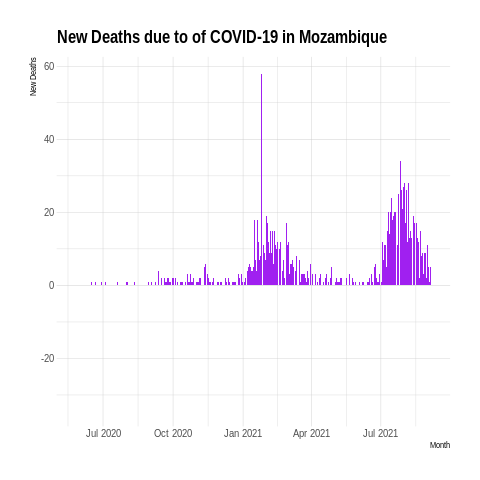 New Deaths due to of COVID-19 in Mozambique
New Deaths
60
40
20
0
-20
Jul 2020 Oct 2020 Jan 2021 Apr 2021 Jul 2021
Month